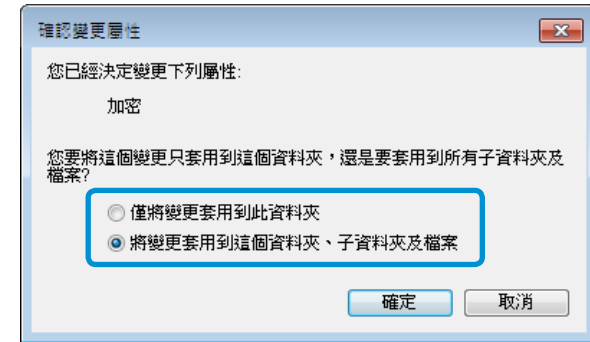 確認變更屬性
您已經決定變更下列屬性:
加密
您要將這個變更只套用到這個資料夾，還是要套用到所有子資料夾及
檔案?
僅將變更套用到此資料夾
將變更套用到這個資料夾、子資料夾及檔案
確定
取消